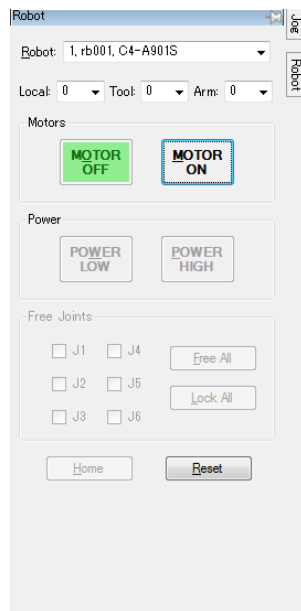 Robot
Jog
Robot
Robot: 1, rb001, C4-A901S
Local: 0 Tool: 0 Arm: 0
Motors
MOTOR
OFF
MOTOR
ON
Power
POWER
LOW
POWER
HIGH
Free Joints
J1 J4
Free All
J2 J5
Lock All
J3 J6
Home
Reset